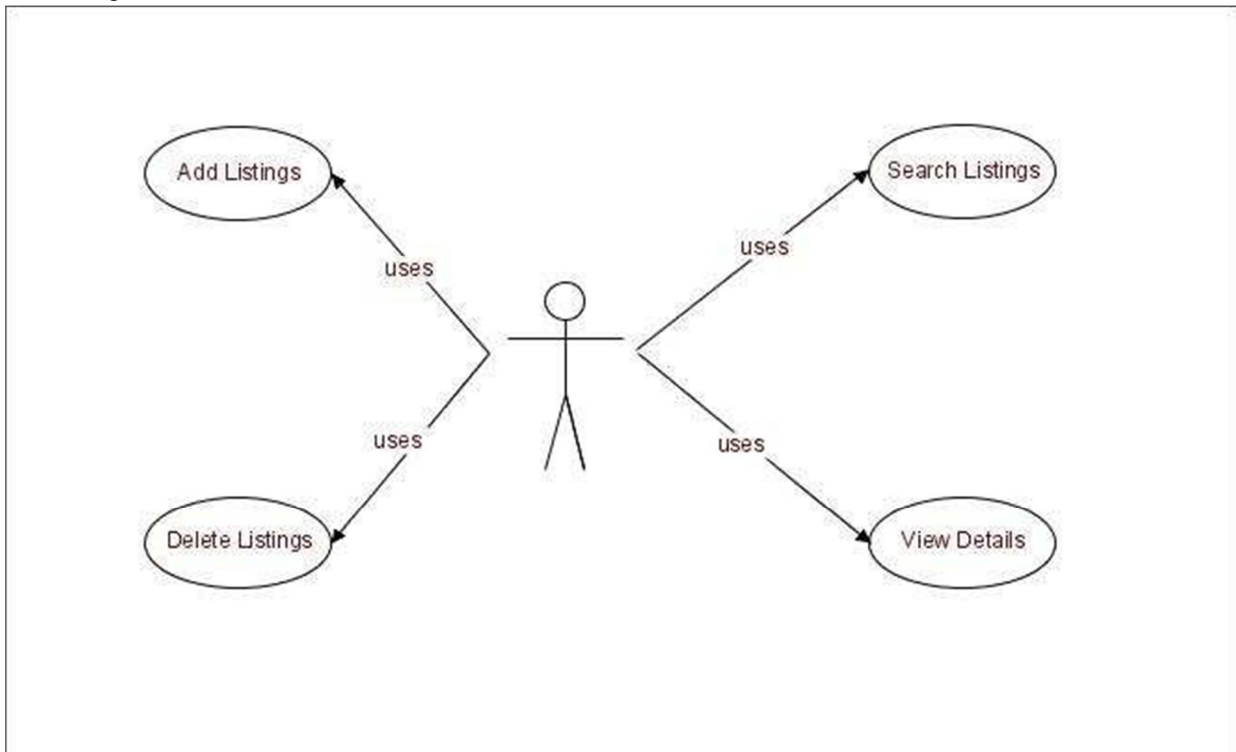 Add Listings
Search Listings
uses
uses
uses
uses
Delete Listings
View Details